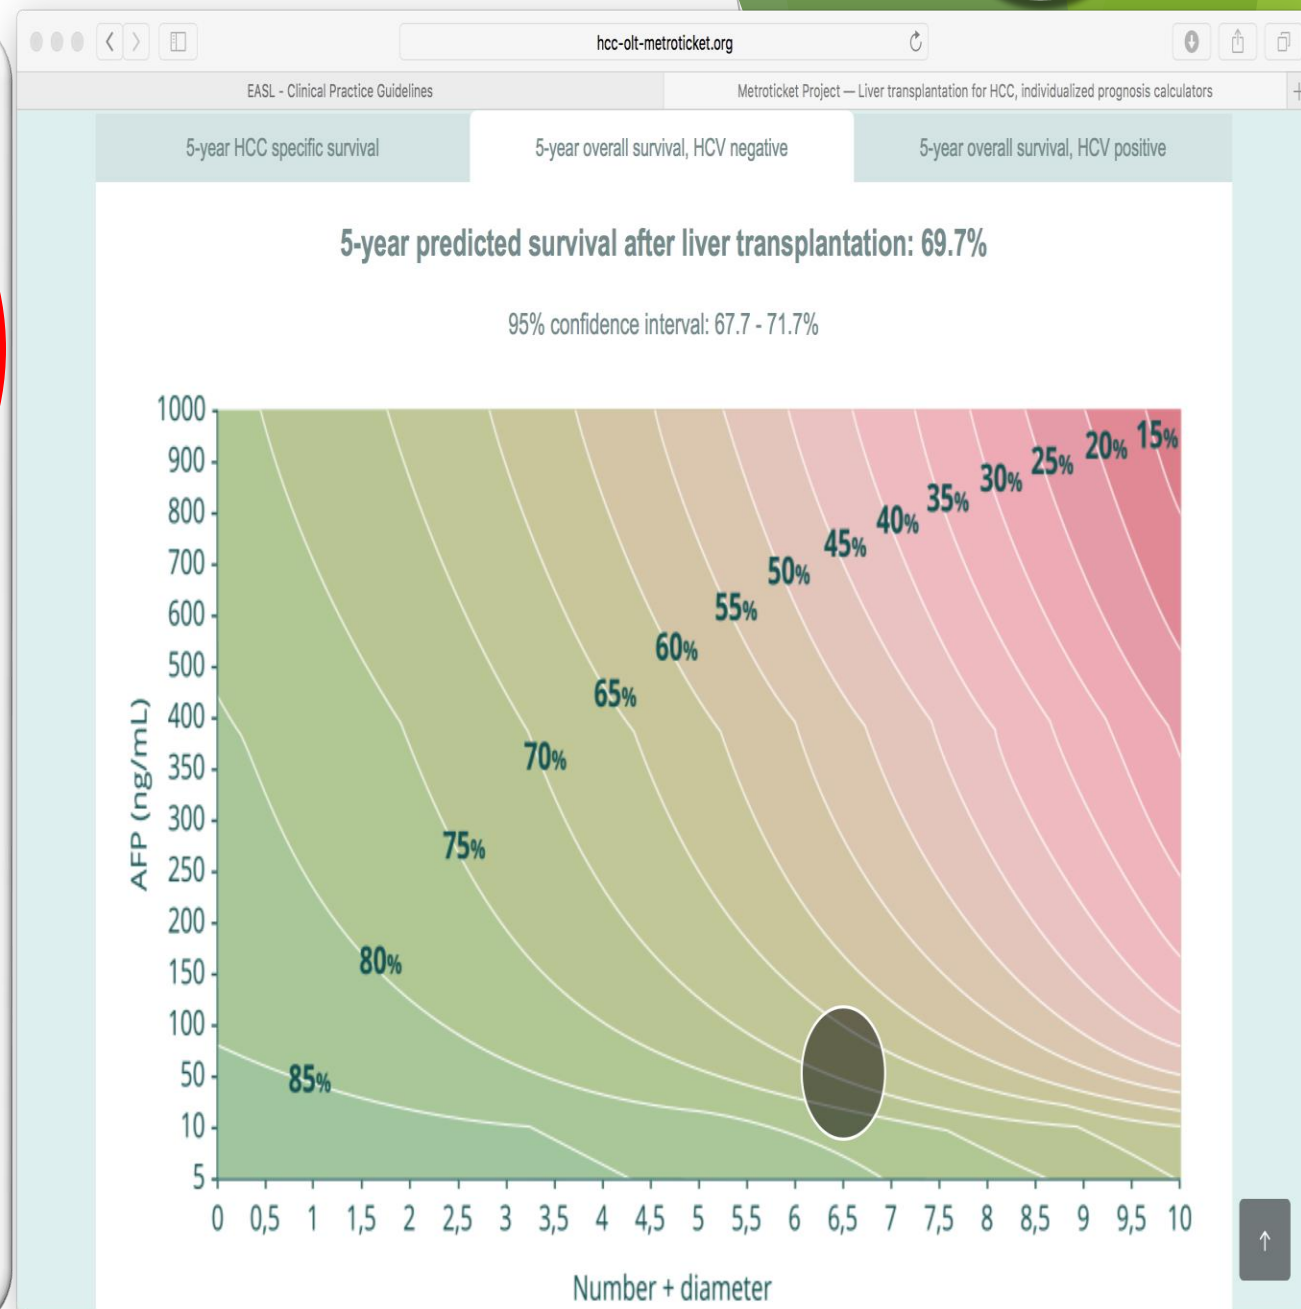 hcc-olt-metroticket.org
EASL - Clinical Practice Guidelines
Metroticket Project — Liver transplantation for HCC, individualized prognosis calculators
5-year HCC specific survival
5-year overall survival, HCV negative
5-year overall survival, HCV positive
5-year predicted survival after liver transplantation: 69.7%
95% confidence interval: 67.7 - 71.7%
1000
900
800
700
600
500
400
350
300
250
200
150
100
50
10
5
AFP (ng/mL)
15%
20%
25%
30%
35%
40%
45%
50%
55%
60%
65%
70%
75%
80%
85%
0 0,5 1 1,5 2 2,5 3 3,5 4 4,5 5 5,5 6 6,5 7 7,5 8 8,5 9 9,5 10
Number + diameter